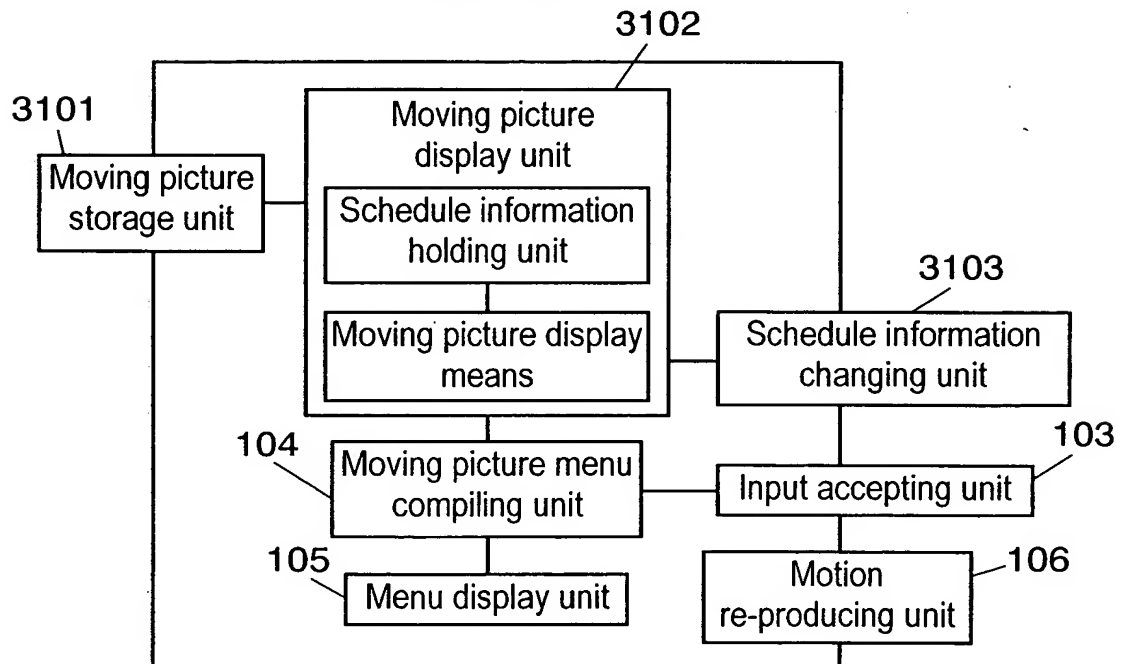 3102
3101
Moving picture
display unit
Moving picture
storage unit
Schedule information
holding unit
3103
Moving picture display
means
Schedule information
changing unit
104
103
Moving picture menu
compiling unit
Input accepting unit
105
106
Menu display unit
Motion
re-producing unit